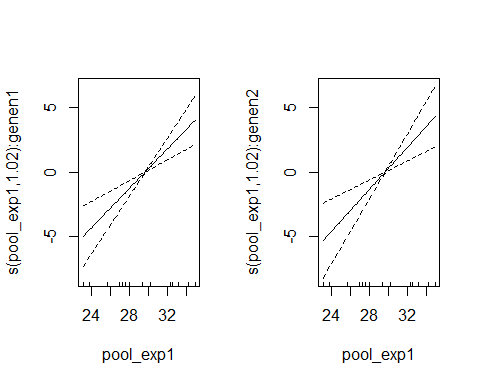 s(pool_exp1,1.02):genen1
5
0
-5
24 28 32
pool_exp1
s(pool_exp1,1.02):genen2
5
0
-5
24 28 32
pool_exp1